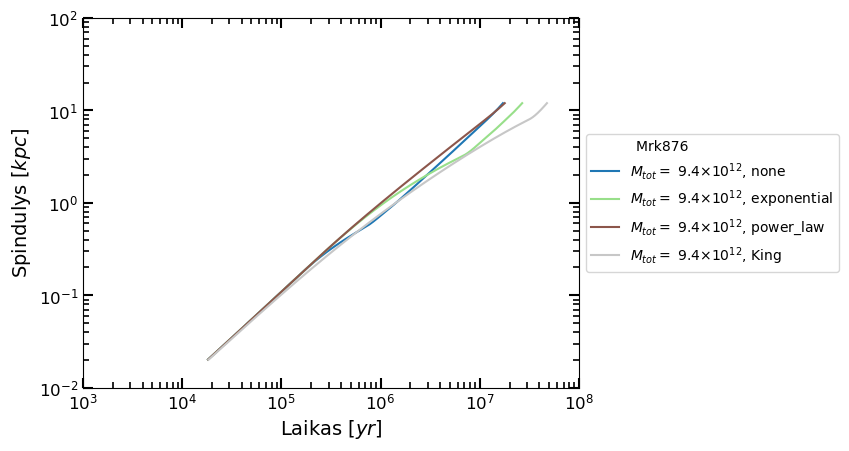 10²
10¹
10⁰
10⁻¹
10⁻²
Spindulys [kpc]
10³ 10⁴ 10⁵ 10⁶ 10⁷ 10⁸
Laikas [yr]
Mrk876
M_tot = 9.4×10¹², none
M_tot = 9.4×10¹², exponential
M_tot = 9.4×10¹², power_law
M_tot = 9.4×10¹², King